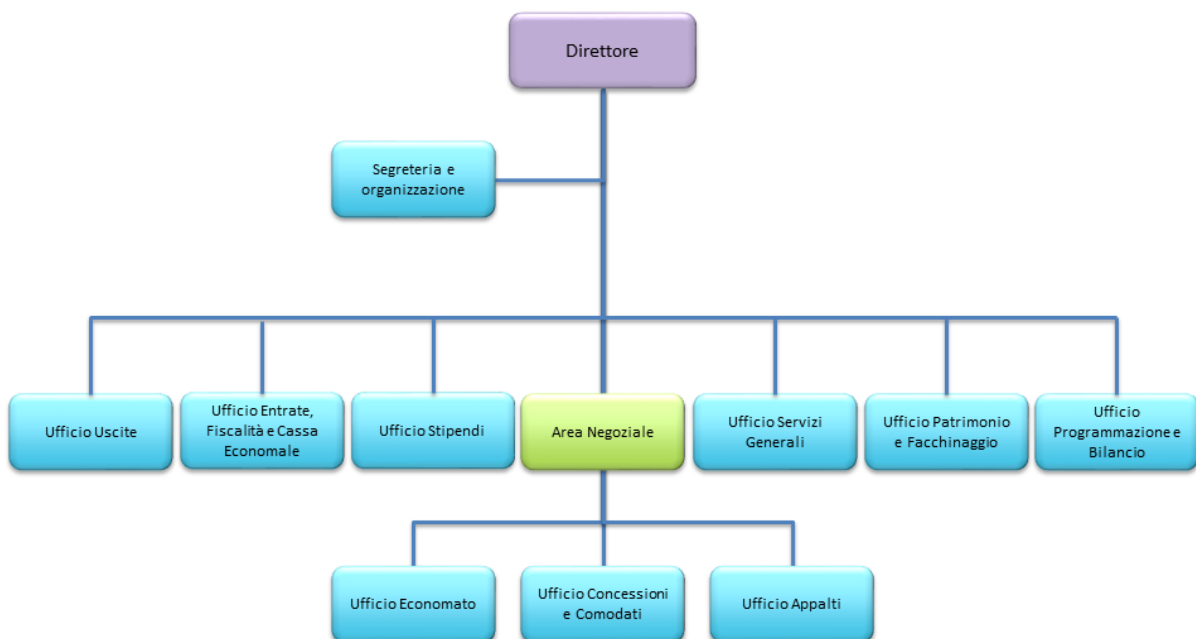 Direttore
Segreteria e
organizzazione
Ufficio Uscite
Ufficio Entrate,
Fiscalità e Cassa
Economale
Ufficio Stipendi
Area Negoziale
Ufficio Servizi
Generali
Ufficio Patrimonio
e Facchinaggio
Ufficio
Programmazione e
Bilancio
Ufficio Economato
Ufficio Concessioni
e Comodati
Ufficio Appalti